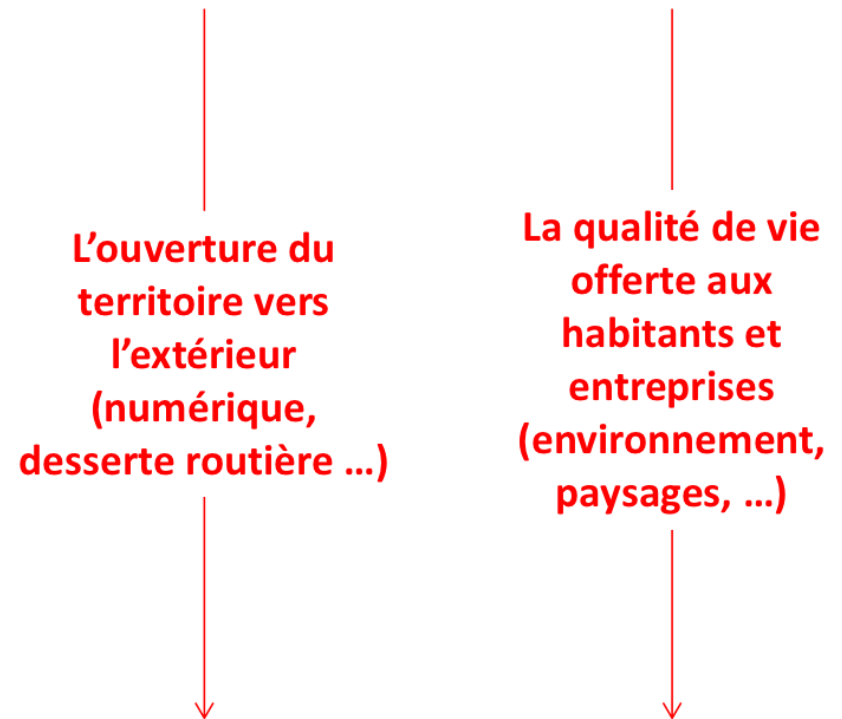 L’ouverture du
territoire vers
l’extérieur
(numérique,
desserte routière …)
La qualité de vie
offerte aux
habitants et
entreprises
(environnement,
paysages, …)